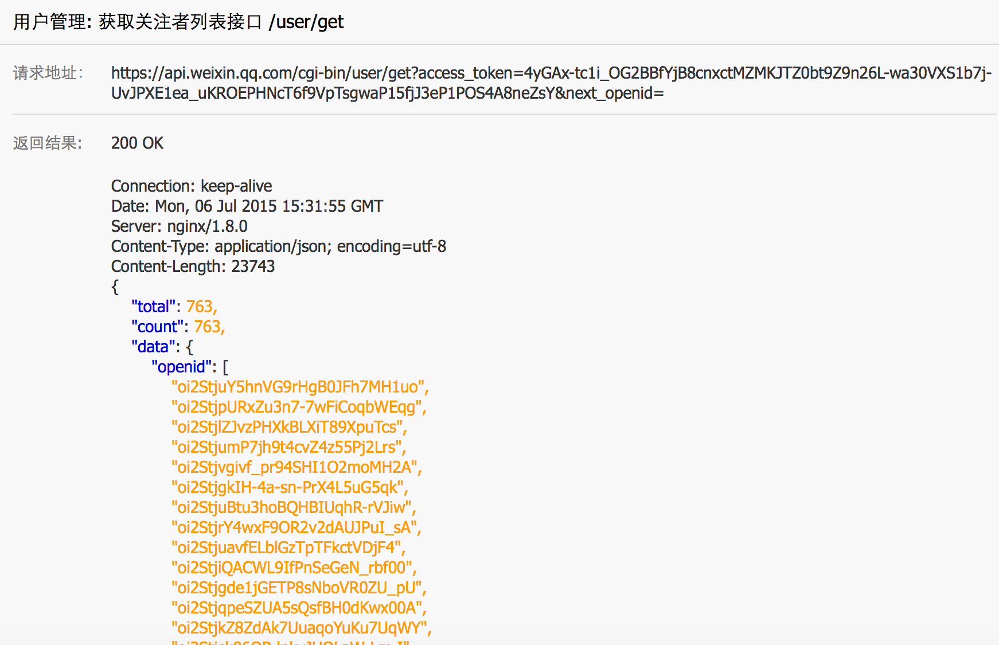 用户管理: 获取关注者列表接口 /user/get
请求地址:
https://api.weixin.qq.com/cgi-bin/user/get?access_token=4yGAx-tc1i_OG2BBfYjB8cnxctMZMKJTZ0bt9Z9n26L-wa30VXS1b7j-
UvJPXE1ea_uKROEPHNcT6f9VpTsgwaP15fjJ3eP1POS4A8neZsY&next_openid=
返回结果:
200 OK
Connection: keep-alive
Date: Mon, 06 Jul 2015 15:31:55 GMT
Server: nginx/1.8.0
Content-Type: application/json; encoding=utf-8
Content-Length: 23743
{
"total": 763,
"count": 763,
"data": {
"openid": [
"oi2StjuY5hnVG9rHgB0JFh7MH1uo",
"oi2StjpURxZu3n7-7wFiCoqbWEqg",
"oi2StjlZJvzPHXkBLXiT89XpuTcs",
"oi2StjumP7jh9t4cvZ4z55Pj2Lrs",
"oi2Stjvgivf_pr94SHI1O2moMH2A",
"oi2StjgkIH-4a-sn-PrX4L5uG5qk",
"oi2StjuBtu3hoBQHBIUqhR-rVJiw",
"oi2StjrY4wxF9OR2v2dAUJPuI_sA",
"oi2StjuavfELblGzTpTFkctVDjF4",
"oi2StjiQACWL9IfPnSeGeN_rbf00",
"oi2Stjgde1jGETP8sNboVR0ZU_pU",
"oi2StjqpeSZUA5sQsfBH0dKwx00A",
"oi2StjkZ8ZdAk7UuaqoYuKu7UqWY",